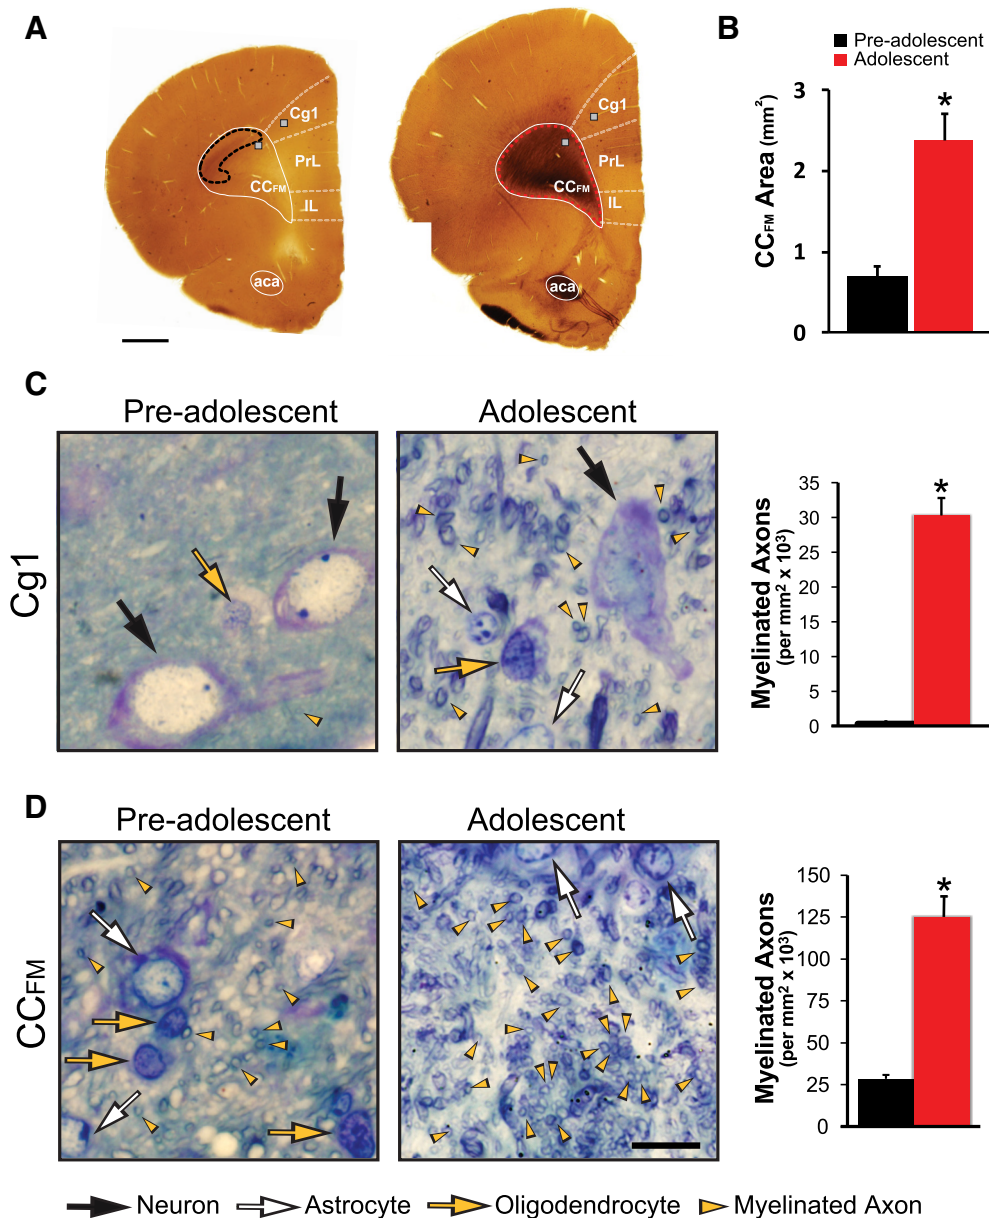 A
Cg1
PrL
CCFM
IL
aca
Cg1
PrL
CCFM
IL
aca
B
Pre-adolescent
Adolescent
CCFM Area (mm²)
3
2
1
0
*
C
Pre-adolescent
Adolescent
Cg1
Myelinated Axons
(per mm² x 10³)
35
30
25
20
15
10
5
0
*
D
Pre-adolescent
Adolescent
CCFM
Myelinated Axons
(per mm² x 10³)
150
125
100
75
50
25
0
*
Neuron
Astrocyte
Oligodendrocyte
Myelinated Axon